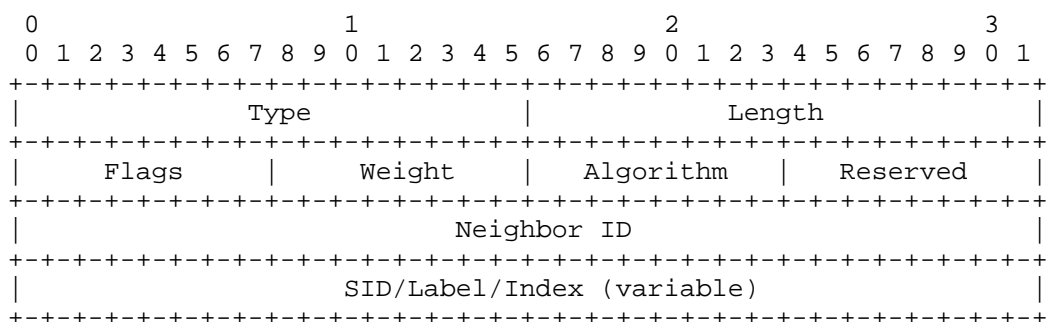 0                   1                   2                   3
 0 1 2 3 4 5 6 7 8 9 0 1 2 3 4 5 6 7 8 9 0 1 2 3 4 5 6 7 8 9 0 1
+-+-+-+-+-+-+-+-+-+-+-+-+-+-+-+-+-+-+-+-+-+-+-+-+-+-+-+-+-+-+-+-+
|              Type             |            Length             |
+-+-+-+-+-+-+-+-+-+-+-+-+-+-+-+-+-+-+-+-+-+-+-+-+-+-+-+-+-+-+-+-+
|     Flags     |     Weight    |   Algorithm   |   Reserved    |
+-+-+-+-+-+-+-+-+-+-+-+-+-+-+-+-+-+-+-+-+-+-+-+-+-+-+-+-+-+-+-+-+
|                           Neighbor ID                         |
+-+-+-+-+-+-+-+-+-+-+-+-+-+-+-+-+-+-+-+-+-+-+-+-+-+-+-+-+-+-+-+-+
|                    SID/Label/Index (variable)                 |
+-+-+-+-+-+-+-+-+-+-+-+-+-+-+-+-+-+-+-+-+-+-+-+-+-+-+-+-+-+-+-+-+